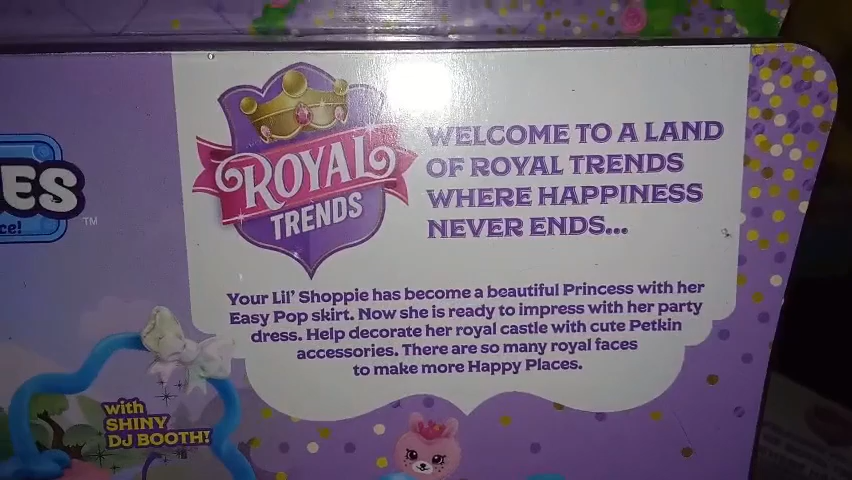 ROYAL
TRENDS
WELCOME TO A LAND
OF ROYAL TRENDS
WHERE HAPPINESS
NEVER ENDS...
Your Lil' Shoppie has become a beautiful Princess with her
Easy Pop skirt. Now she is ready to impress with her party
dress. Help decorate her royal castle with cute Petkin
accessories. There are so many royal faces
to make more Happy Places.
ES
TM
ce!
with
SHINY
DJ BOOTH!